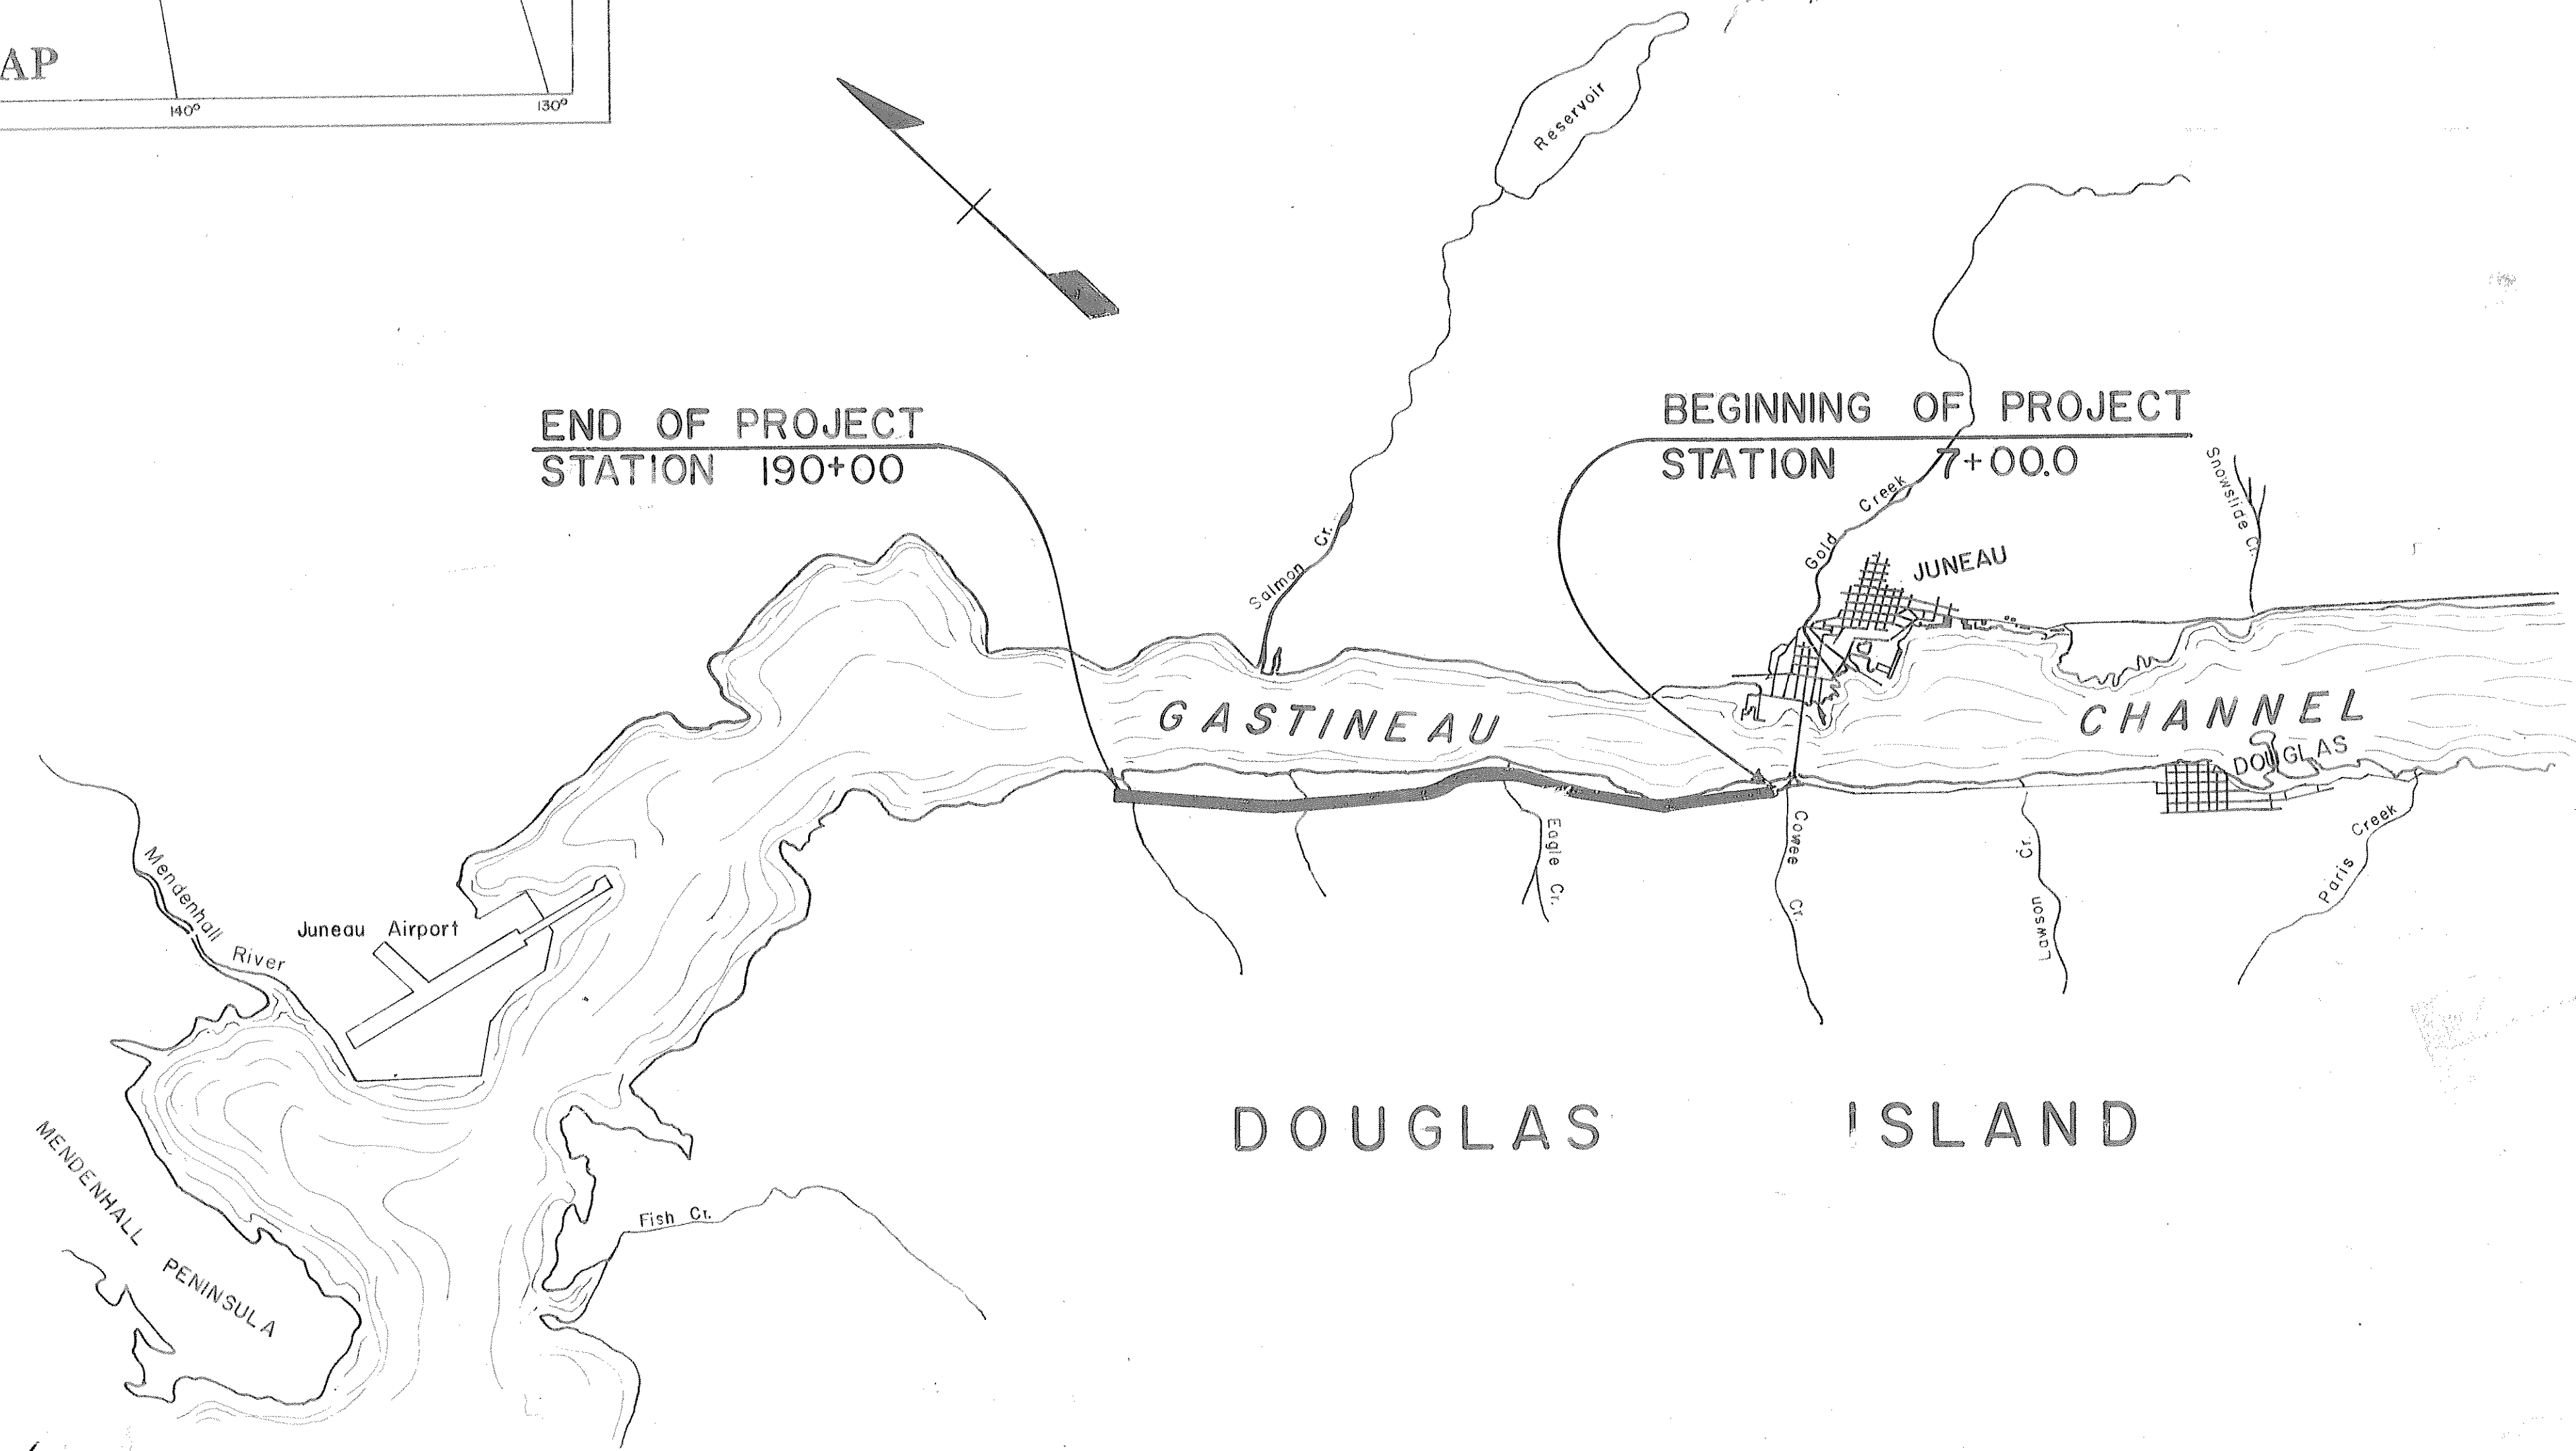 AP
140°
130°
Reservoir
END OF PROJECT
STATION 190+00
BEGINNING OF PROJECT
STATION 7+00.0
Snowslide Cr.
Gold Creek
Salmon Cr.
JUNEAU
GASTINEAU CHANNEL
DOUGLAS
Mendenhall River
Juneau Airport
Eagle Cr.
Cowee Cr.
Lawson Cr.
Paris Creek
DOUGLAS ISLAND
MENDENHALL PENINSULA
Fish Cr.